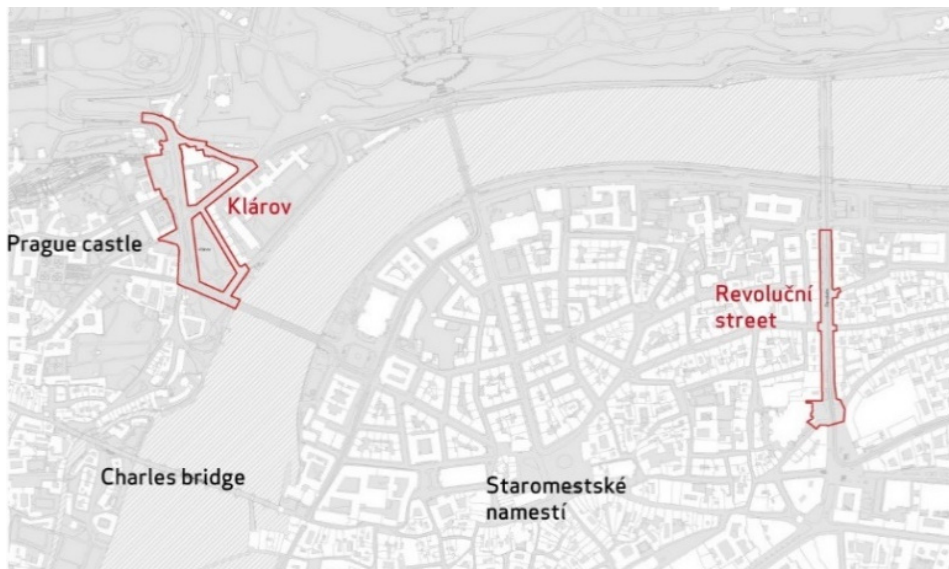 Klárov
Prague castle
Revoluční
street
Charles bridge
Staromestské
namestí